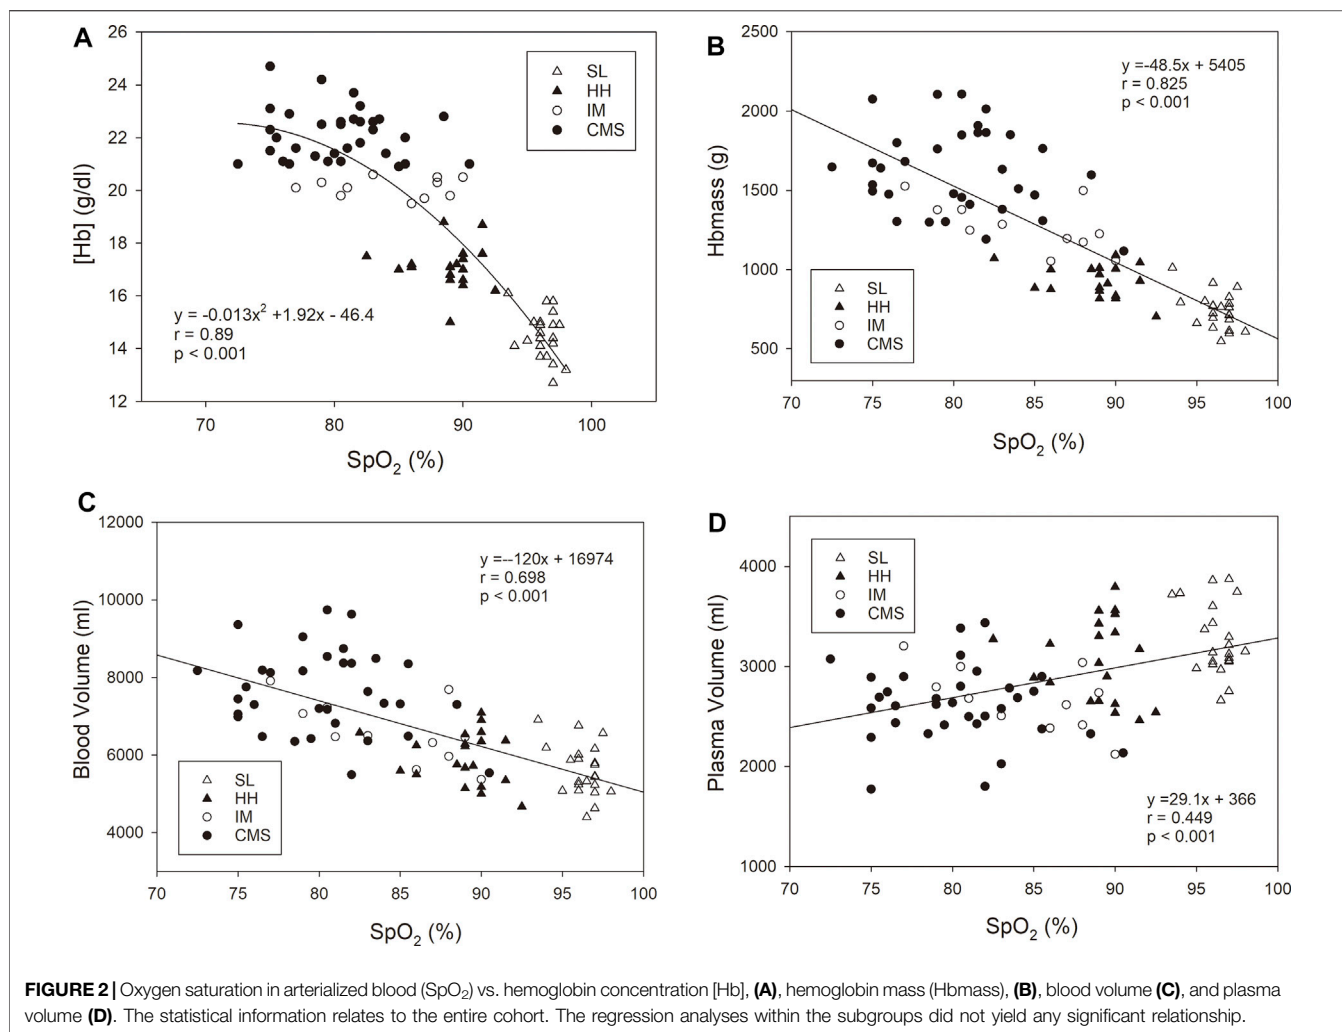 A
26
24
22
20
18
16
14
12
[Hb] (g/dl)
SL
HH
IM
CMS
y = -0.013x² +1.92x - 46.4
r = 0.89
p < 0.001
70 80 90 100
SpO₂ (%)
B
2500
2000
1500
1000
500
Hbmass (g)
y =-48.5x + 5405
r = 0.825
p < 0.001
SL
HH
IM
CMS
70 75 80 85 90 95 100
SpO₂ (%)
C
12000
10000
8000
6000
4000
Blood Volume (ml)
y =--120x + 16974
r = 0.698
p < 0.001
SL
HH
IM
CMS
70 75 80 85 90 95 100
SpO₂ (%)
D
4000
3000
2000
1000
Plasma Volume (ml)
SL
HH
IM
CMS
y =29.1x + 366
r = 0.449
p < 0.001
70 75 80 85 90 95 100
SpO₂ (%)
FIGURE 2 | Oxygen saturation in arterialized blood (SpO₂) vs. hemoglobin concentration [Hb], (A), hemoglobin mass (Hbmass), (B), blood volume (C), and plasma
volume (D). The statistical information relates to the entire cohort. The regression analyses within the subgroups did not yield any significant relationship.